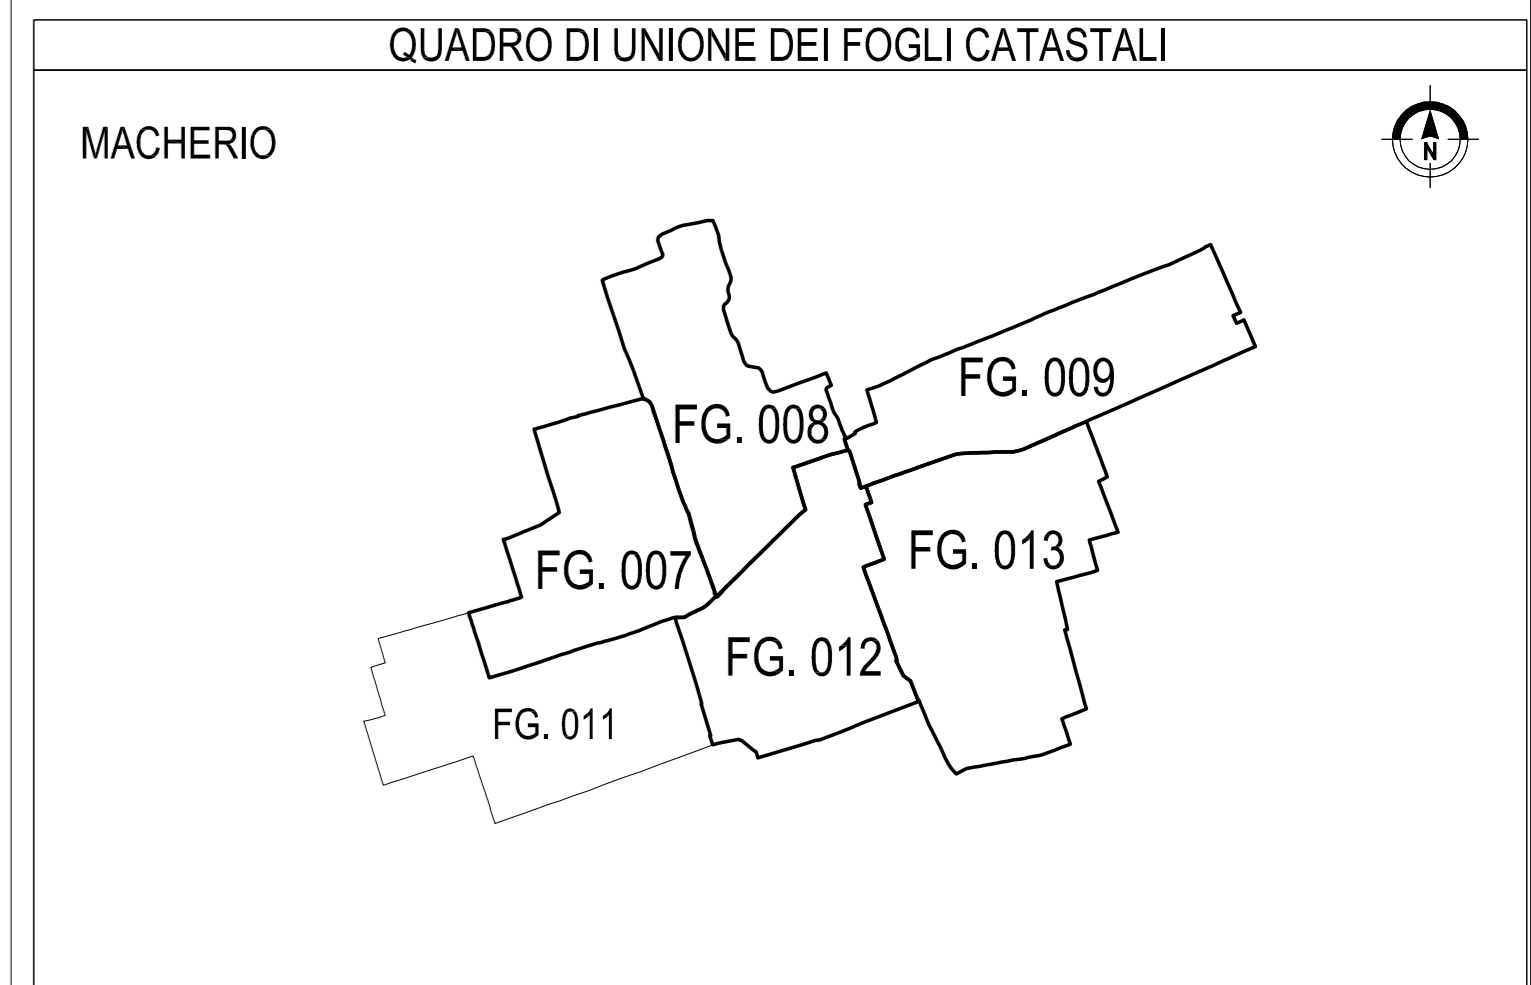 QUADRO DI UNIONE DEI FOGLI CATASTALI
MACHERIO
N
FG. 009
FG. 008
FG. 013
FG. 007
FG. 012
FG. 011